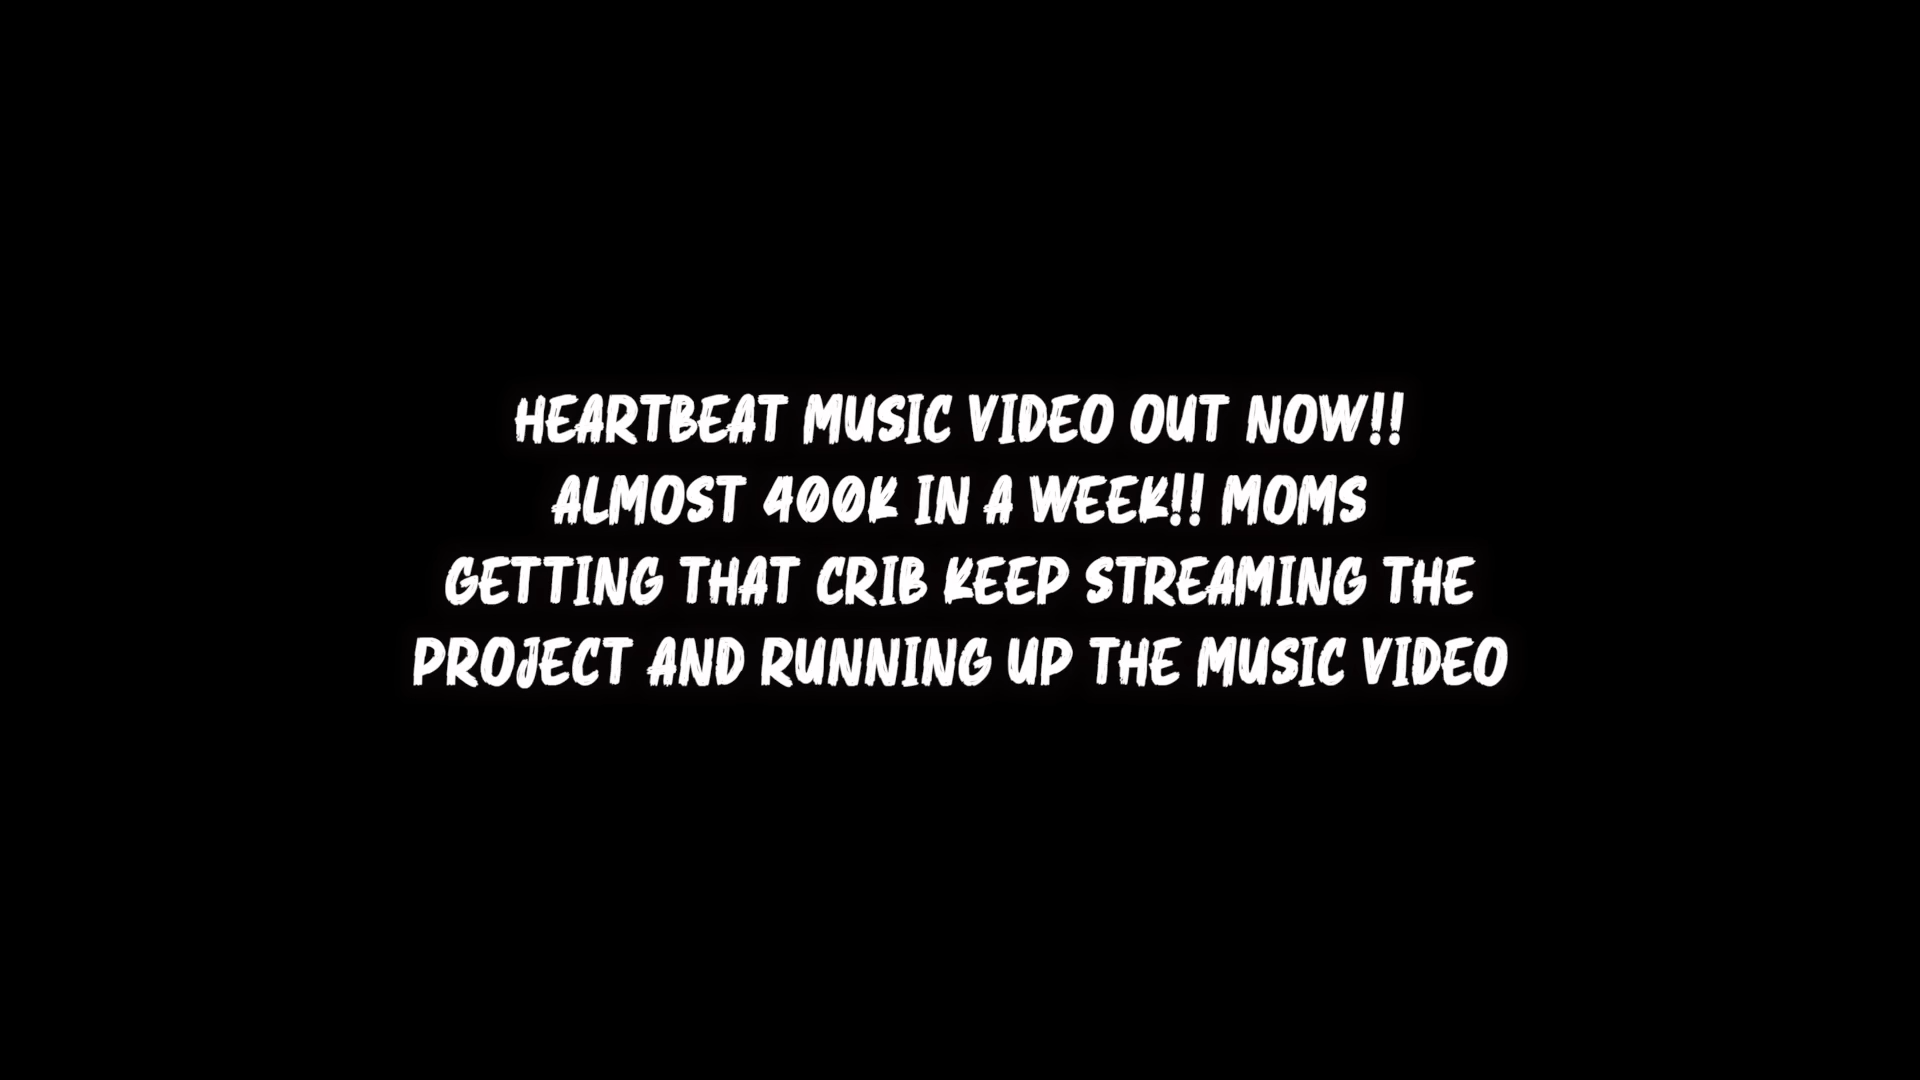 HEARTBEAT MUSIC VIDEO OUT NOW!!
ALMOST 400K IN A WEEK!! MOMS
GETTING THAT CRIB KEEP STREAMING THE
PROJECT AND RUNNING UP THE MUSIC VIDEO